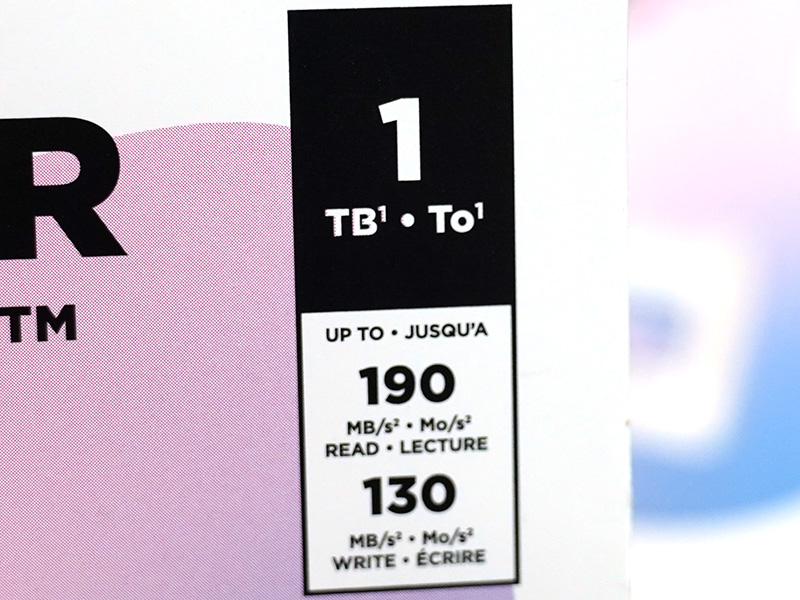 R
TM
1
TB¹ • To¹
UP TO • JUSQU'A
190
MB/s² • Mo/s²
READ • LECTURE
130
MB/s² • Mo/s²
WRITE • ÉCRIRE